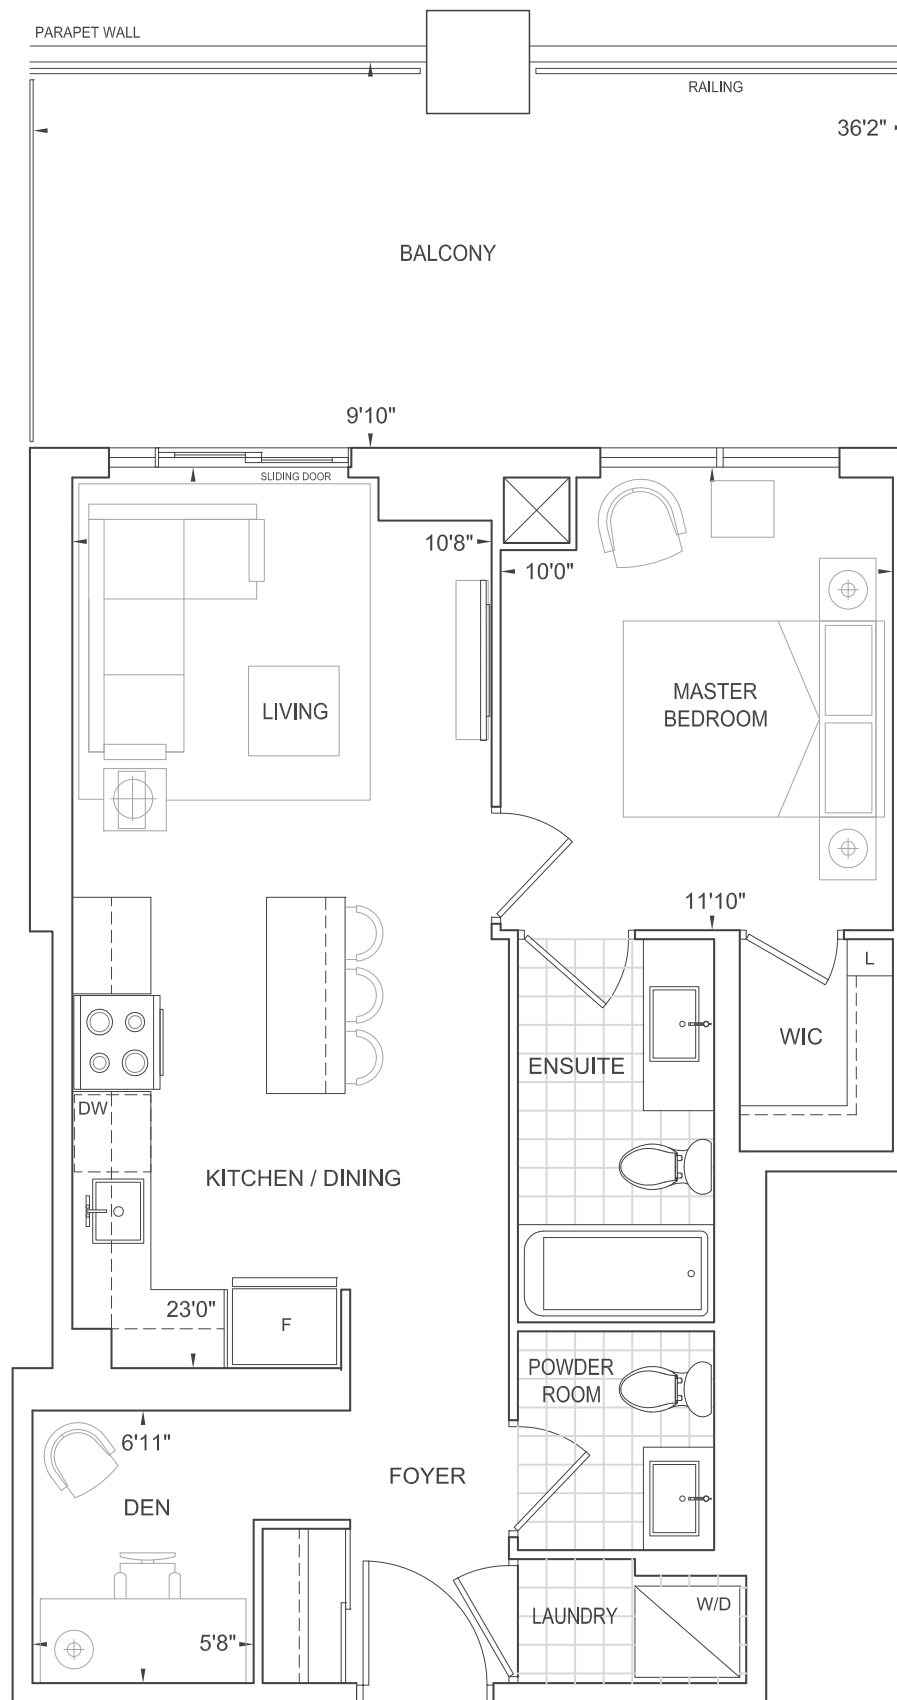 PARAPET WALL
RAILING
36'2"
BALCONY
9'10"
SLIDING DOOR
10'8"
10'0"
LIVING
MASTER
BEDROOM
11'10"
L
WIC
ENSUITE
DW
KITCHEN / DINING
23'0"
F
POWDER
ROOM
6'11"
FOYER
DEN
W/D
LAUNDRY
5'8"